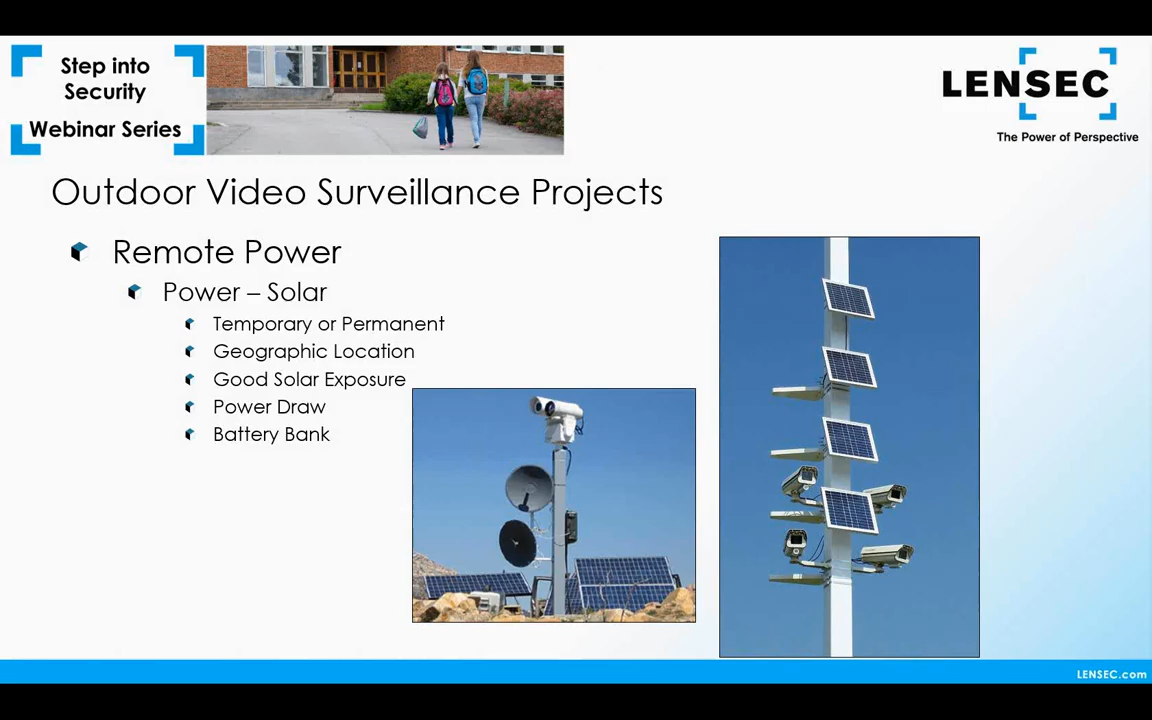 Step into
Security
Webinar Series
LENSEC
The Power of Perspective
Outdoor Video Surveillance Projects
Remote Power
Power – Solar
Temporary or Permanent
Geographic Location
Good Solar Exposure
Power Draw
Battery Bank
LENSEC.com